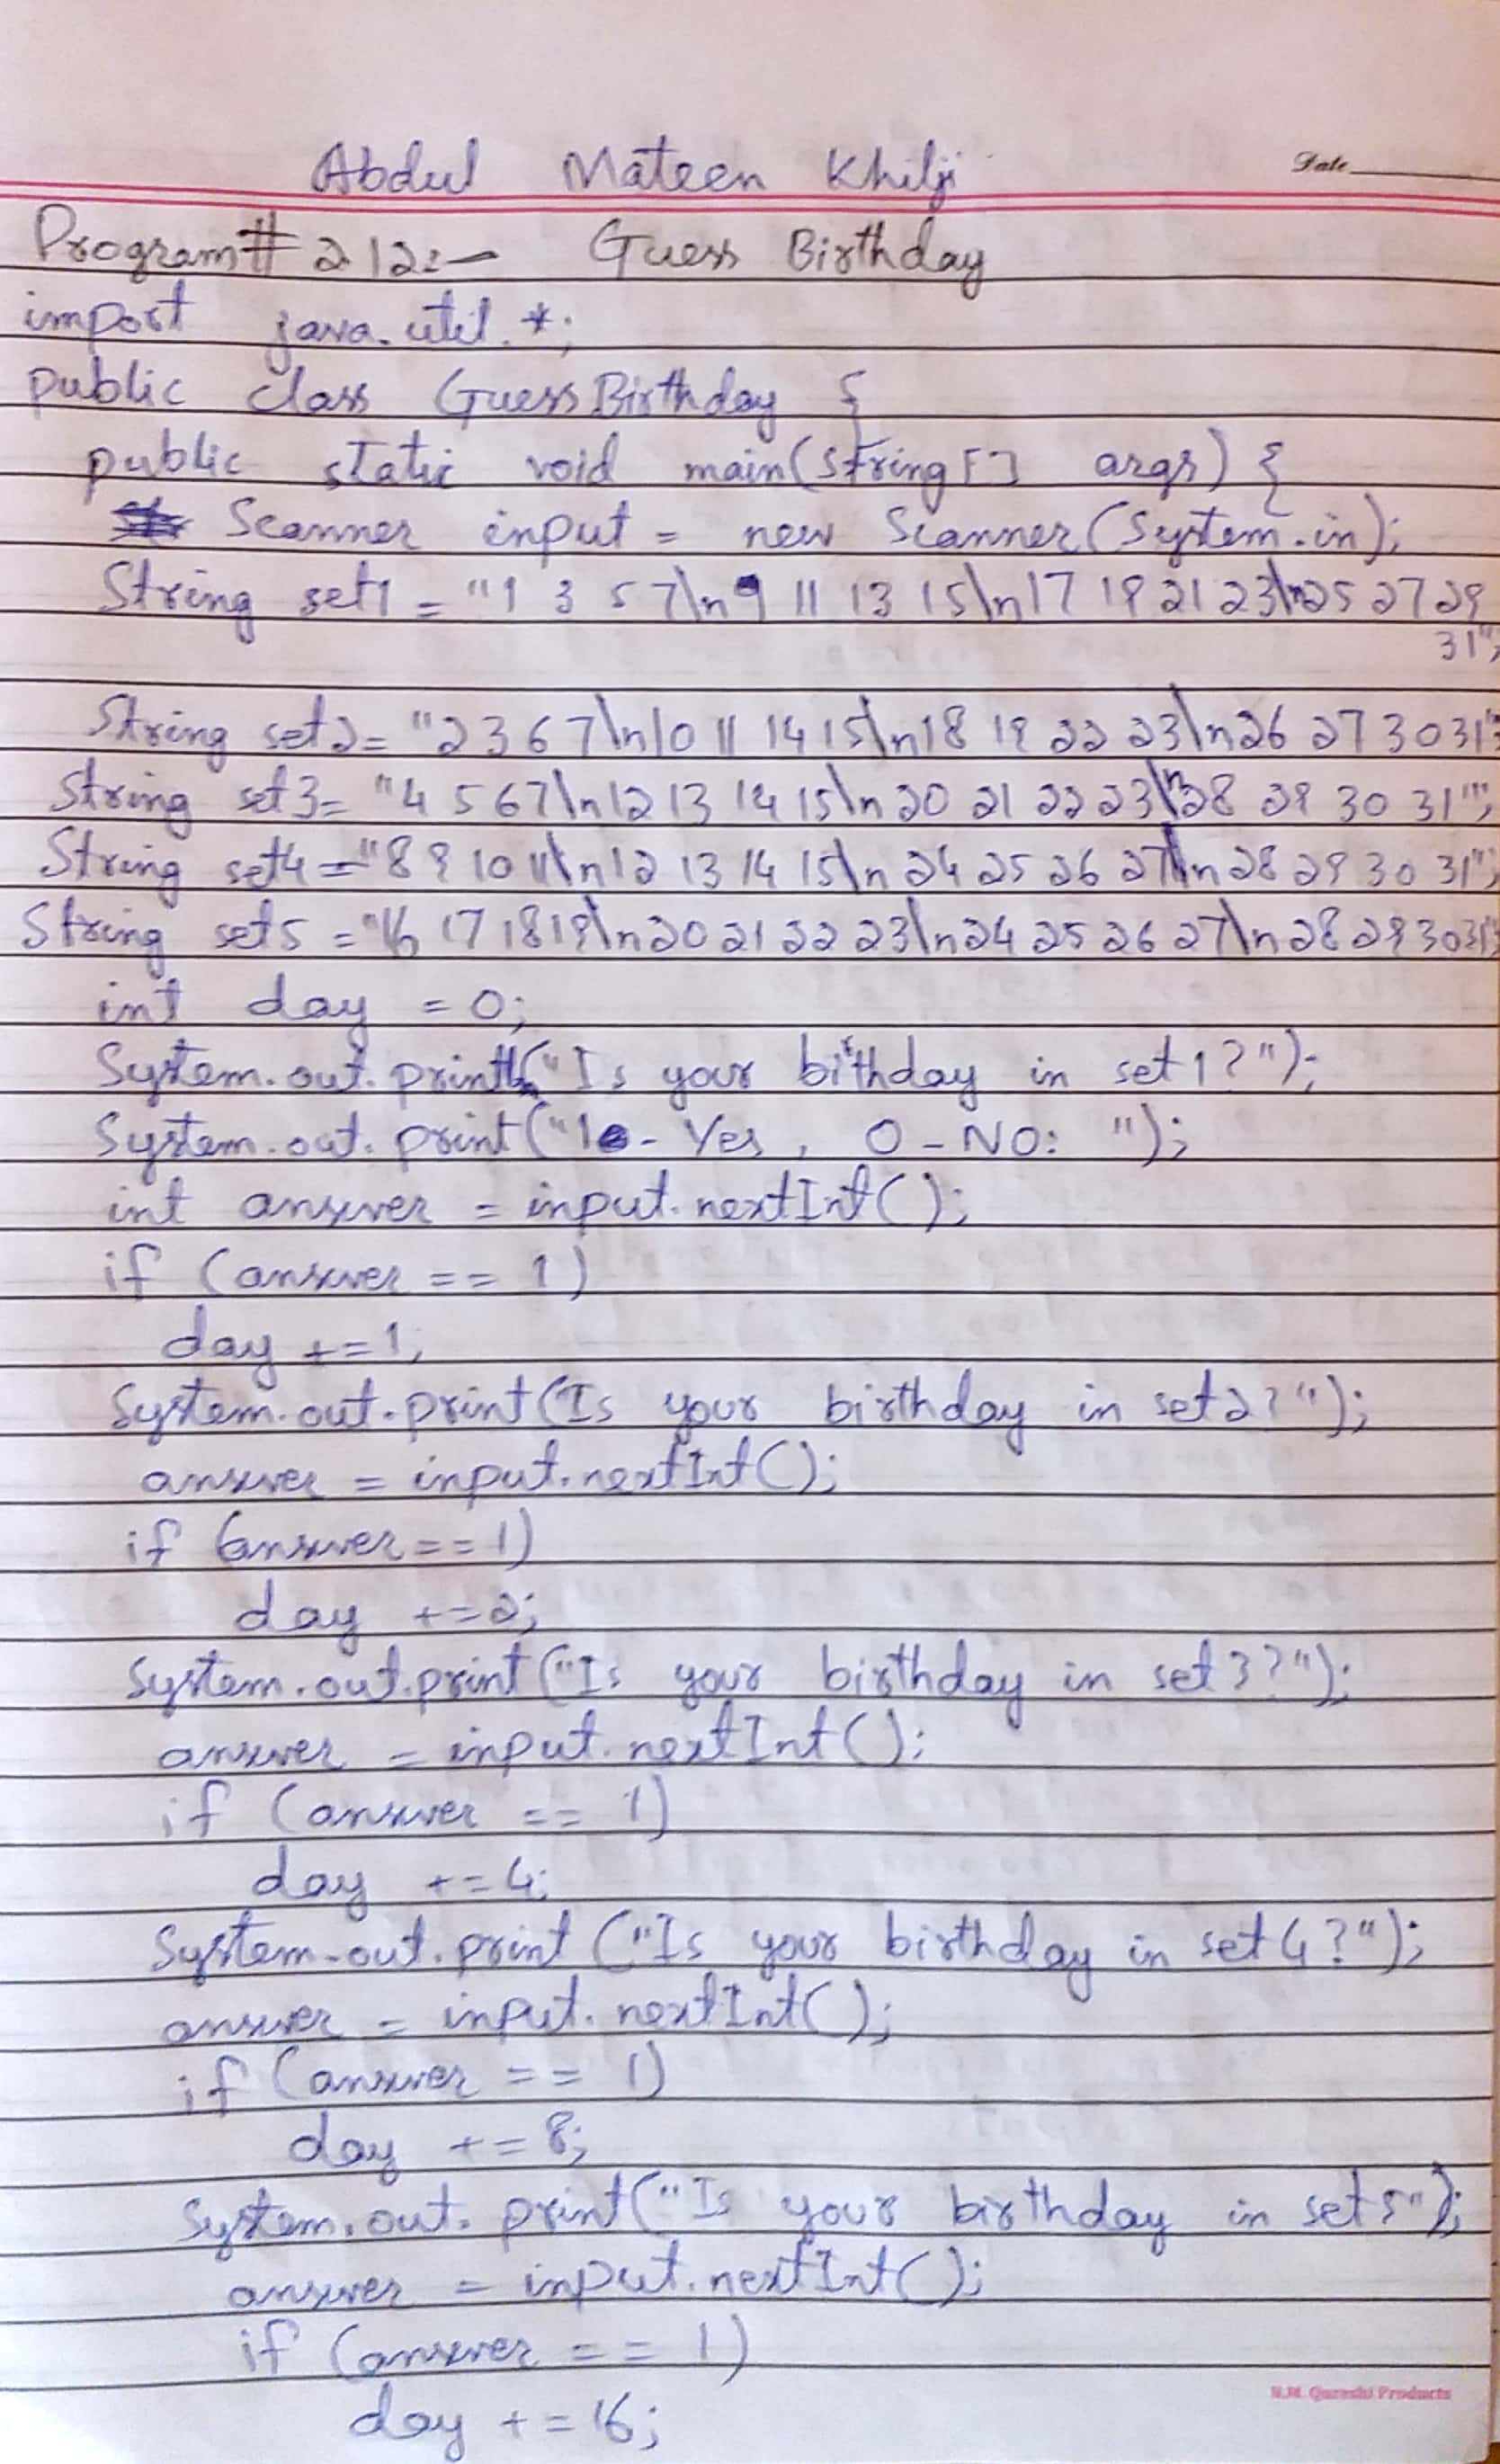 Abdul Mateen Khilji
Date
Program# 212:- Guess Birthday
import java.util.*;
public class GuessBirthday {
public static void main(String[] args) {
Scanner input = new Scanner(System.in);
String set1 = "1 3 5 7\n9 11 13 15\n17 19 21 23\n25 27 29
31";
String set2= "2 3 6 7\n10 11 14 15\n18 19 22 23\n26 27 30 31";
String set3= "4 5 6 7\n12 13 14 15\n20 21 22 23\n28 29 30 31";
String set4="8 9 10 11\n12 13 14 15\n24 25 26 27\n28 29 30 31";
String set5 = "16 17 18 19\n20 21 22 23\n24 25 26 27\n28 29 30 31";
int day = 0;
System.out.println("Is your birthday in set1?");
System.out.print("1 - Yes, 0 - NO: ");
int answer = input.nextInt();
if (answer == 1)
day +=1;
System.out.print(Is your birthday in set2?");
answer = input.nextInt();
if (answer==1)
day +=2;
System.out.print("Is your birthday in set3?");
answer = input.nextInt();
if (answer == 1)
day +=4;
System.out.print ("Is your birthday in set4?");
answer = input.nextInt();
if (answer == 1)
day +=8;
System.out.print("Is your birthday in set5");
answer = input.nextInt();
if (answer == 1)
day +=16;
N.M. Qureshi Products